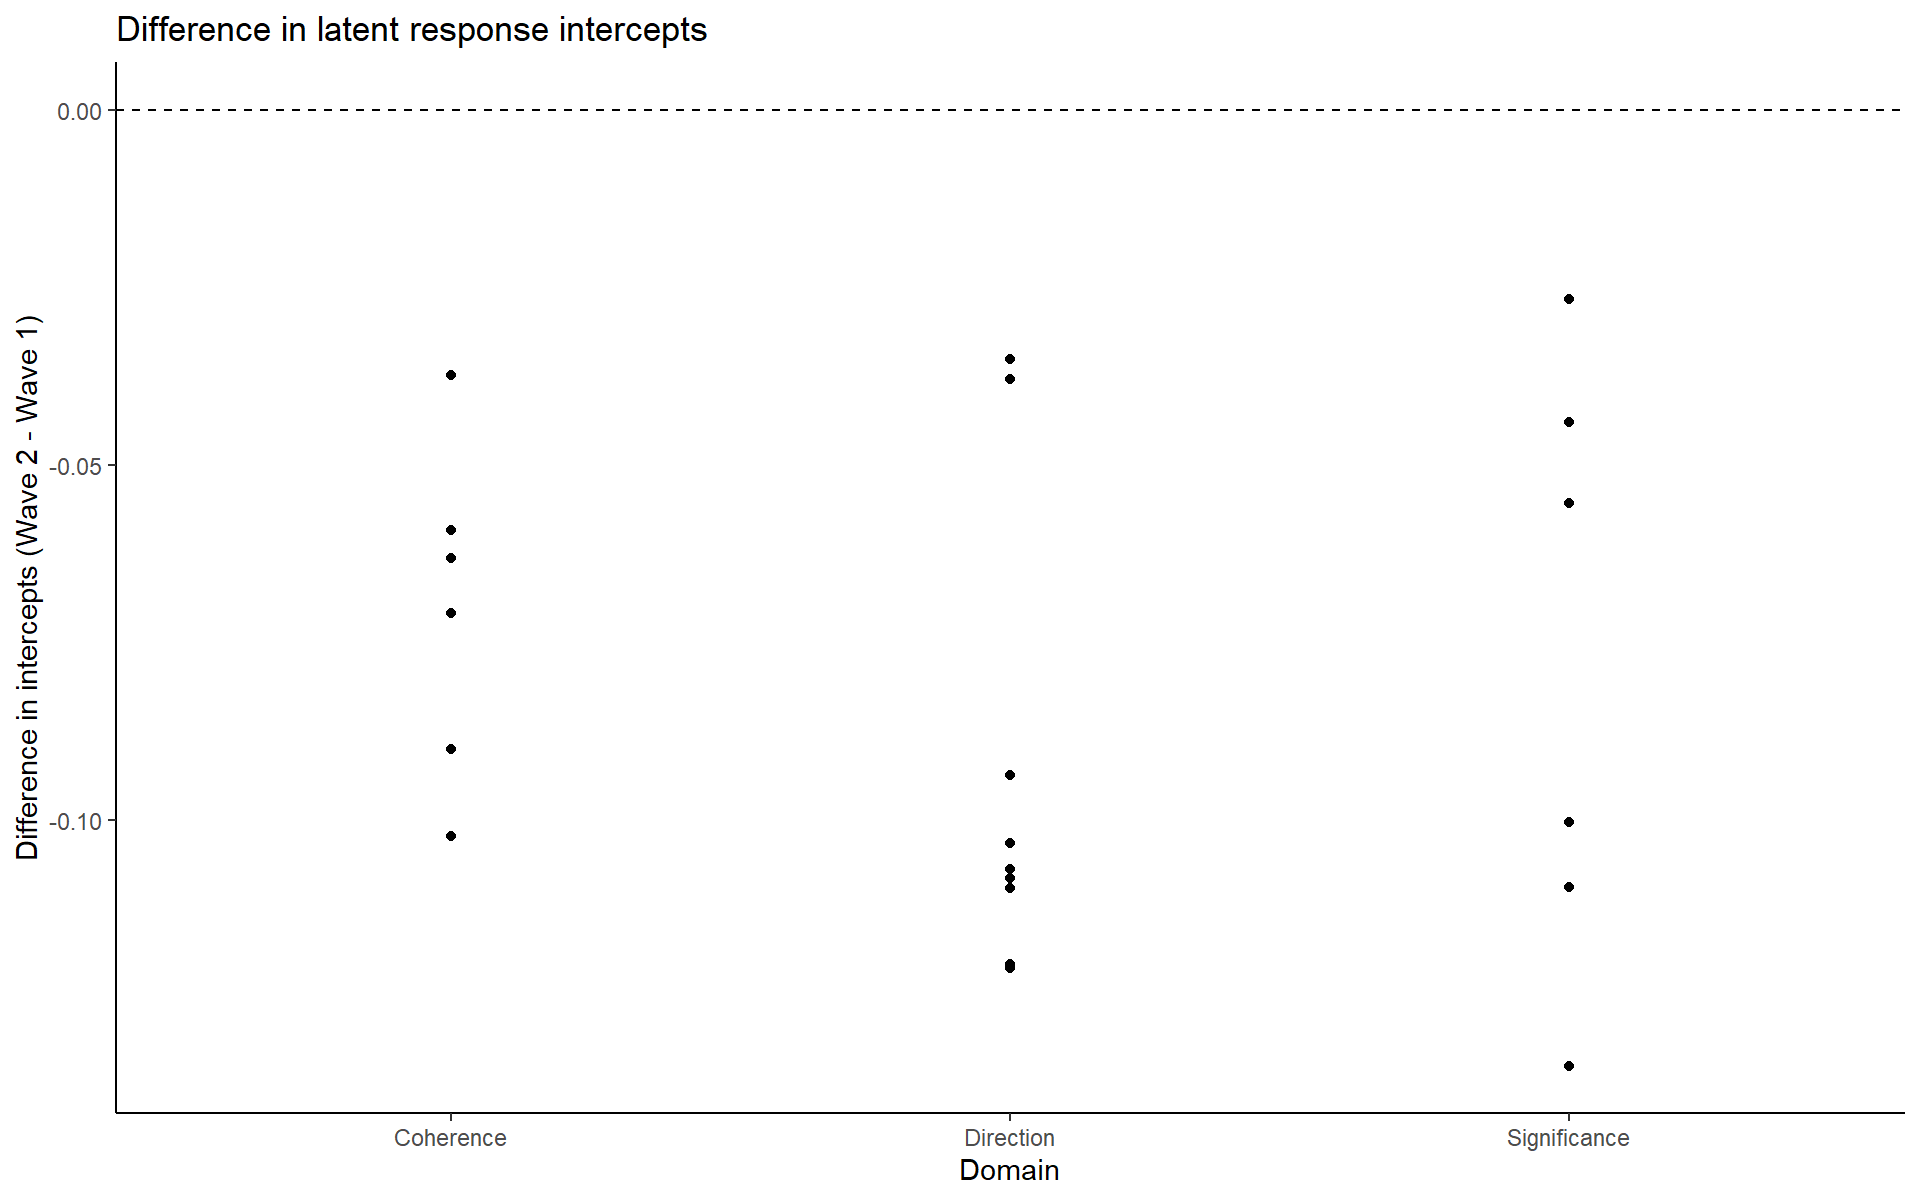 Difference in latent response intercepts
Difference in intercepts (Wave 2 - Wave 1)
0.00
-0.05
-0.10
Coherence
Direction
Significance
Domain